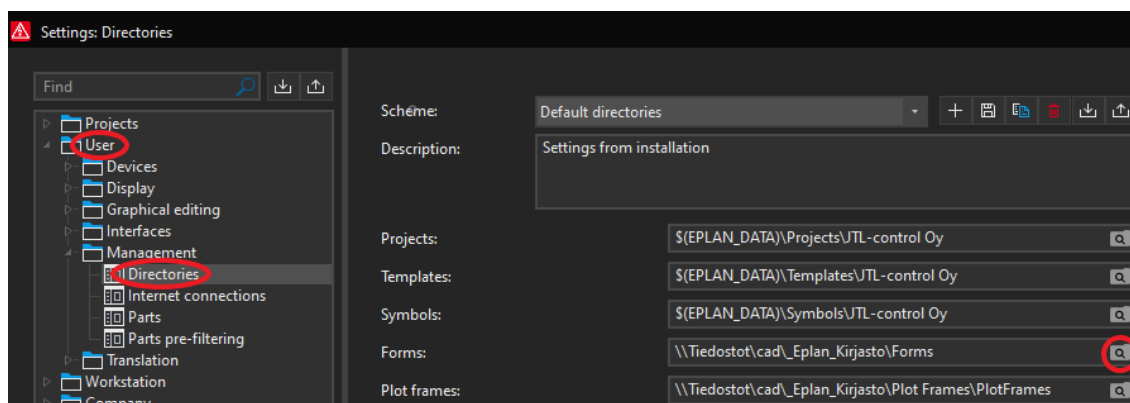 Settings: Directories
Find
Projects
User
Devices
Display
Graphical editing
Interfaces
Management
Directories
Internet connections
Parts
Parts pre-filtering
Translation
Workstation
Company
Scheme:
Default directories
Description:
Settings from installation
Projects:
$(EPLAN_DATA)\Projects\JTL-control Oy
Templates:
$(EPLAN_DATA)\Templates\JTL-control Oy
Symbols:
$(EPLAN_DATA)\Symbols\JTL-control Oy
Forms:
\\Tiedostot\cad\_Eplan_Kirjasto\Forms
Plot frames:
\\Tiedostot\cad\_Eplan_Kirjasto\Plot Frames\PlotFrames